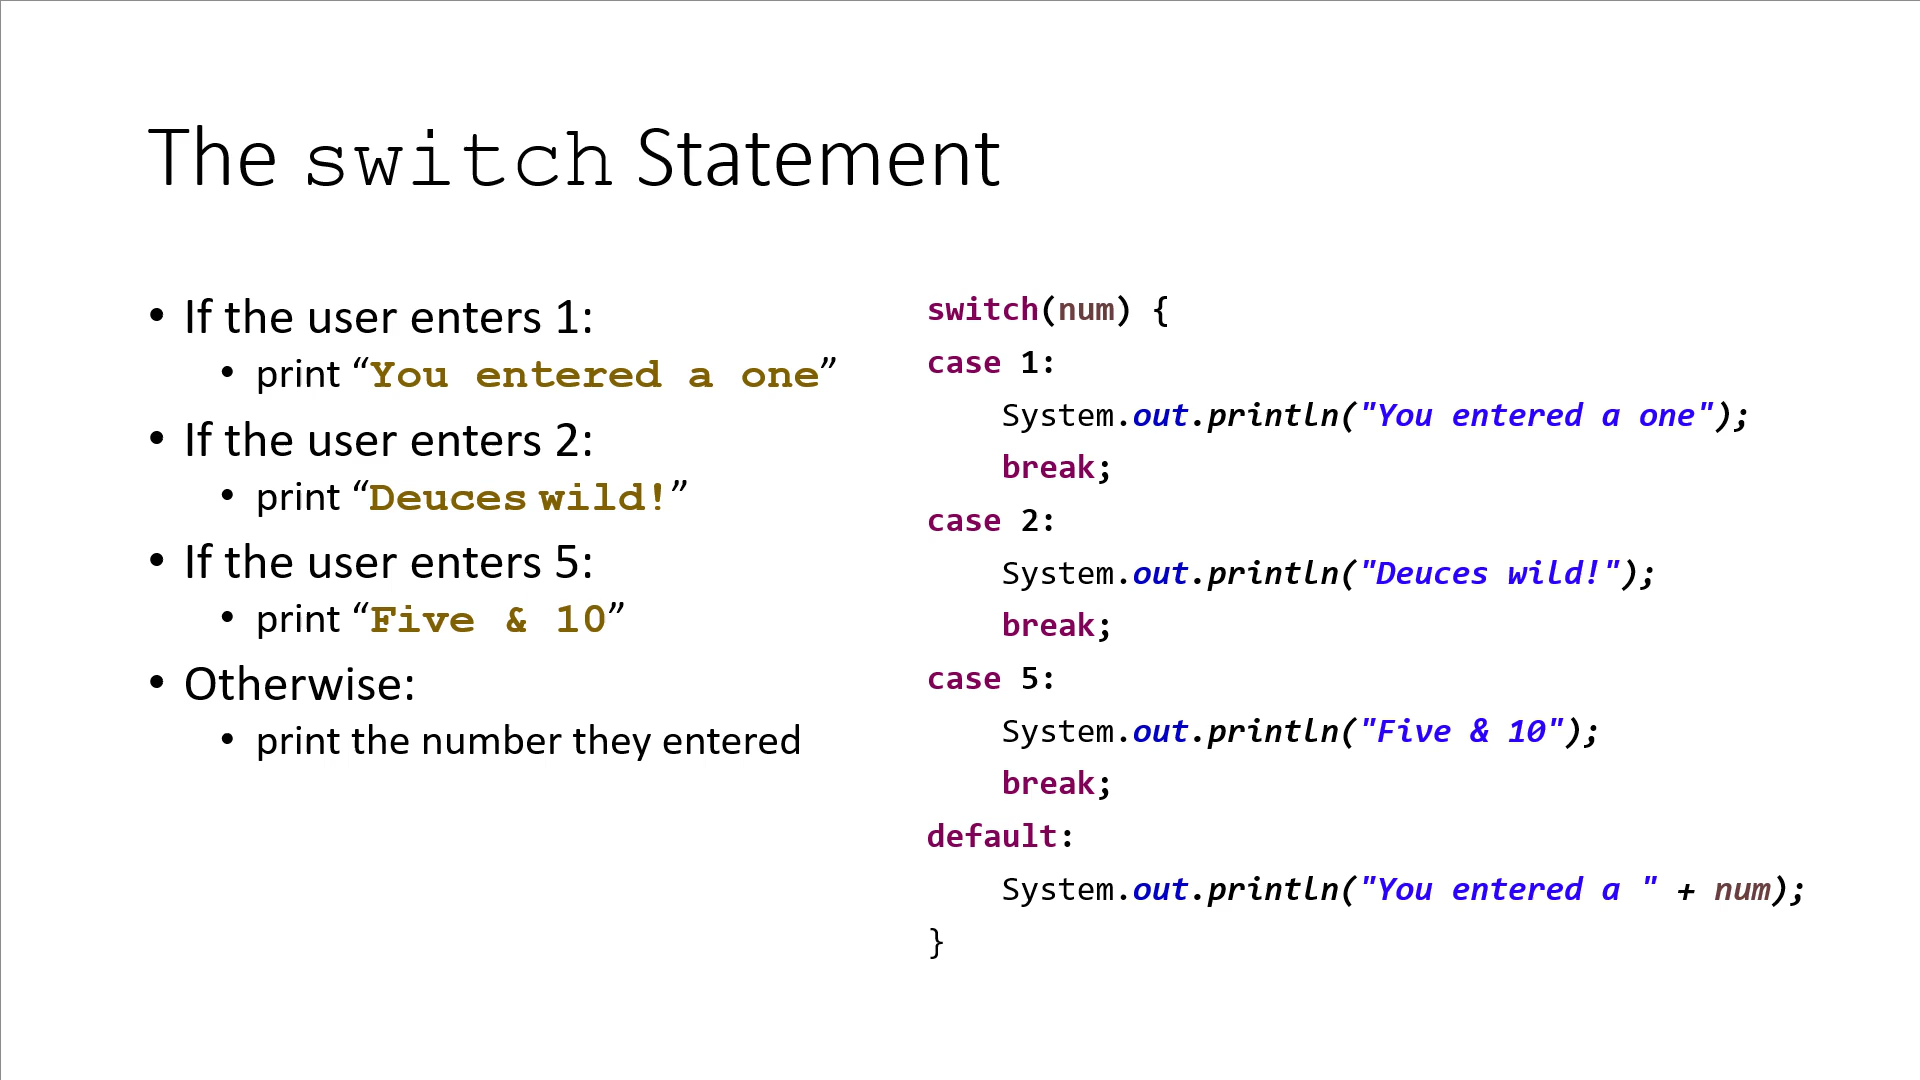 The switch Statement
• If the user enters 1:
• print “You entered a one”
• If the user enters 2:
• print “Deuces wild!”
• If the user enters 5:
• print “Five & 10”
• Otherwise:
• print the number they entered
switch(num) {
case 1:
    System.out.println("You entered a one");
    break;
case 2:
    System.out.println("Deuces wild!");
    break;
case 5:
    System.out.println("Five & 10");
    break;
default:
    System.out.println("You entered a " + num);
}